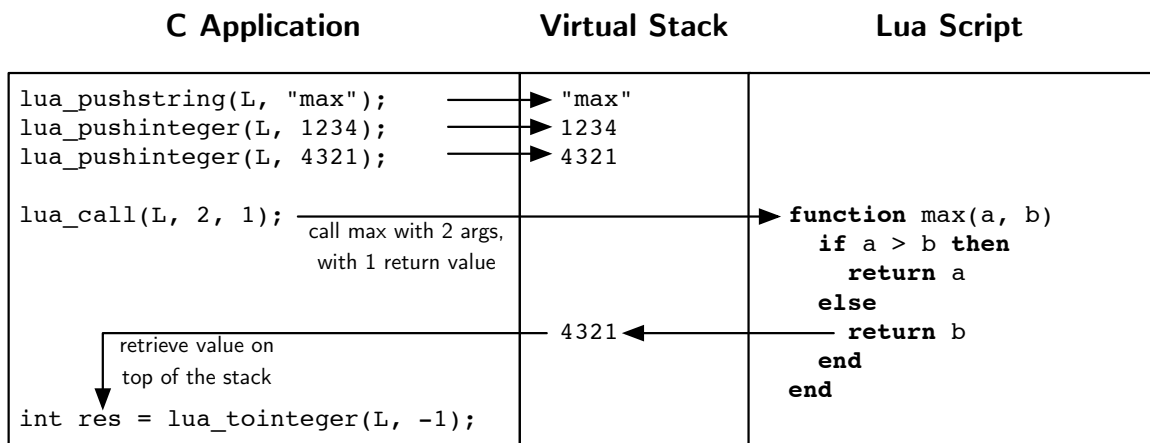 C Application Virtual Stack Lua Script
lua_pushstring(L, "max"); "max"
lua_pushinteger(L, 1234); 1234
lua_pushinteger(L, 4321); 4321
lua_call(L, 2, 1);
call max with 2 args,
with 1 return value
function max(a, b)
if a > b then
return a
else
return b
end
end
4321
retrieve value on
top of the stack
int res = lua_tointeger(L, -1);